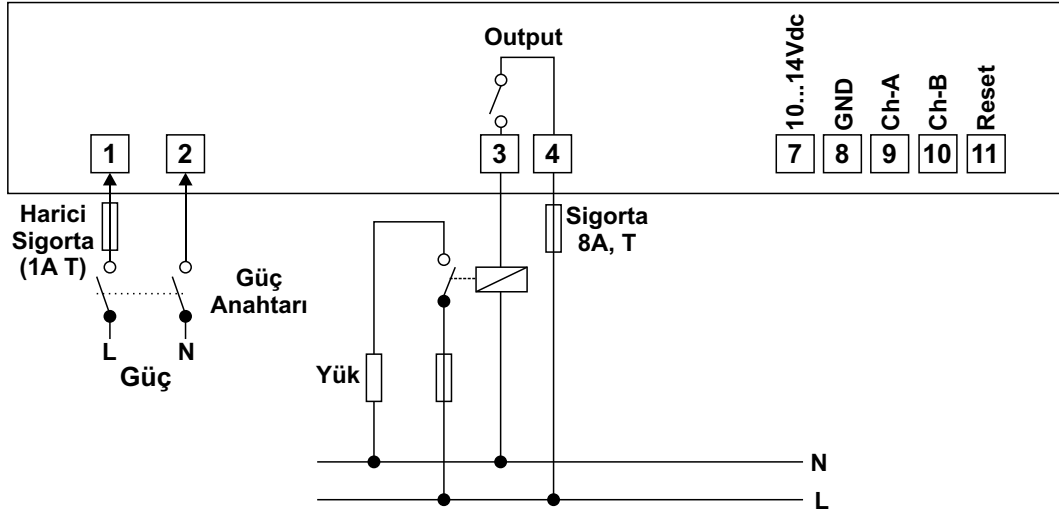 Output
10...14Vdc
GND
Ch-A
Ch-B
Reset
1
2
3
4
7
8
9
10
11
Harici
Sigorta
(1A T)
Güç
Anahtarı
L
N
Güç
Sigorta
8A, T
Yük
N
L